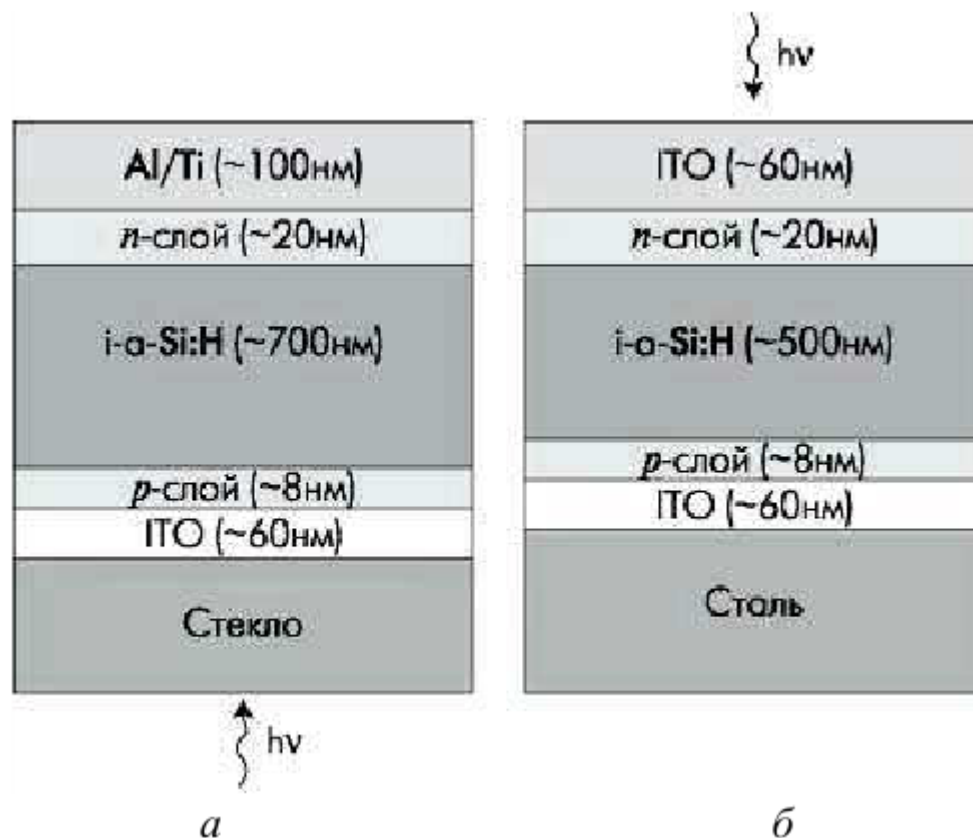 Al/Ti (~100нм)
n-слой (~20нм)
i-a-Si:H (~700нм)
p-слой (~8нм)
ITO (~60нм)
Стекло
hν
а
hν
ITO (~60нм)
n-слой (~20нм)
i-a-Si:H (~500нм)
p-слой (~8нм)
ITO (~60нм)
Сталь
б